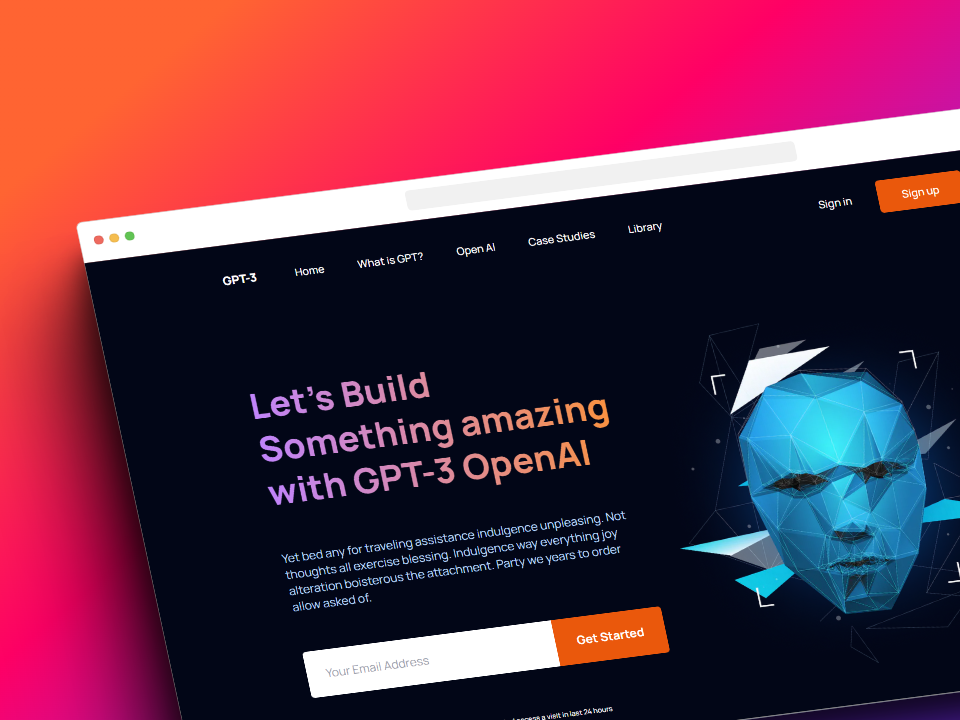 GPT-3 Home What is GPT? Open AI Case Studies Library Sign in Sign up
Let's Build
Something amazing
with GPT-3 OpenAI
Yet bed any for traveling assistance indulgence unpleasing. Not
thoughts all exercise blessing. Indulgence way everything joy
alteration boisterous the attachment. Party we years to order
allow asked of.
Your Email Address Get Started
access a visit in last 24 hours